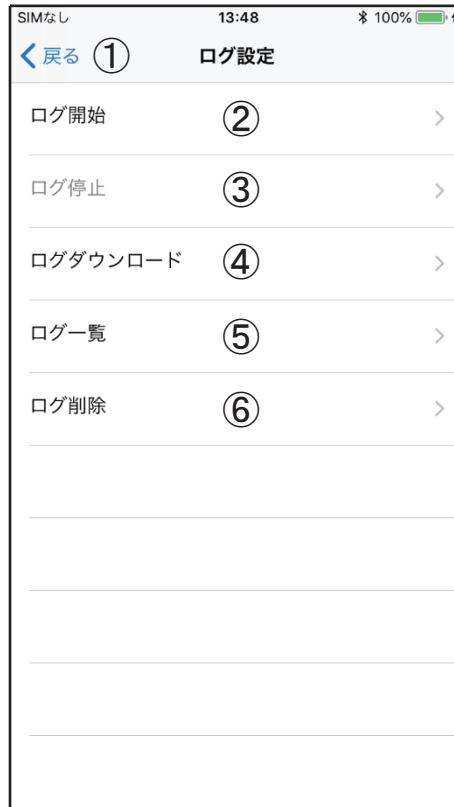 SIMなし 13:48 100%
戻る ① ログ設定
ログ開始 ②
ログ停止 ③
ログダウンロード ④
ログ一覧 ⑤
ログ削除 ⑥